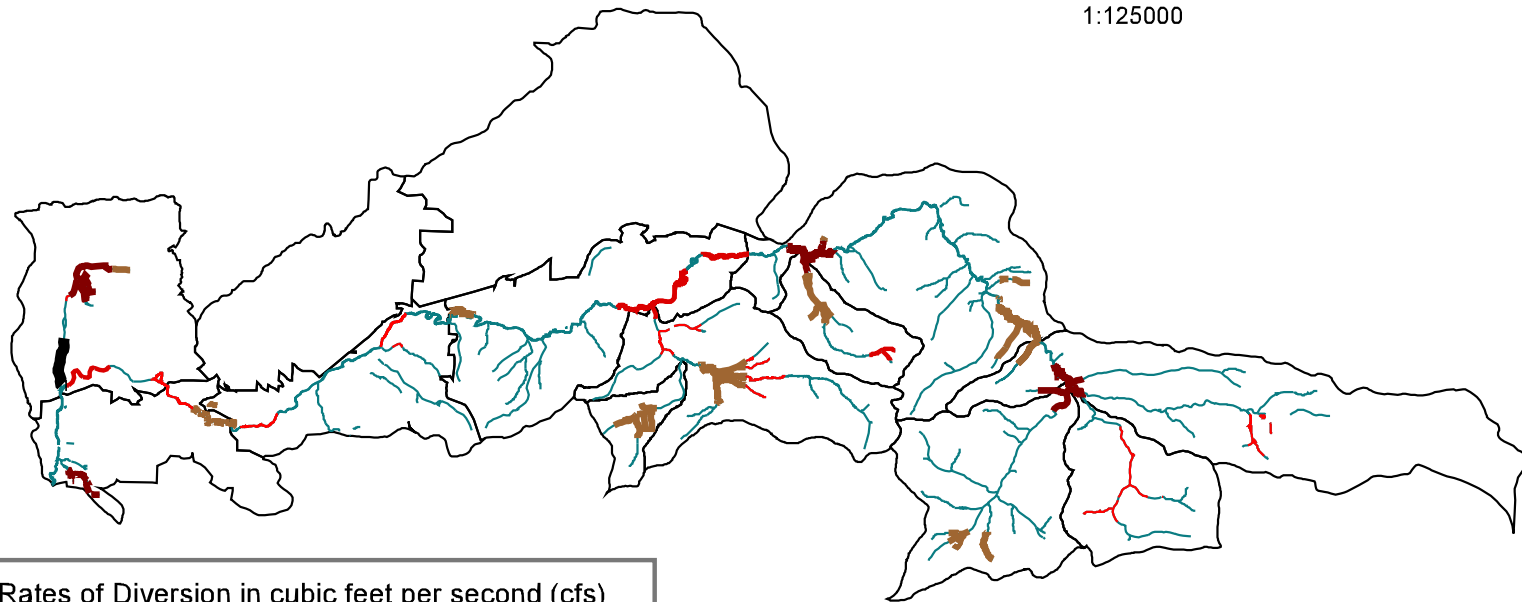 1:125000
Rates of Diversion in cubic feet per second (cfs)